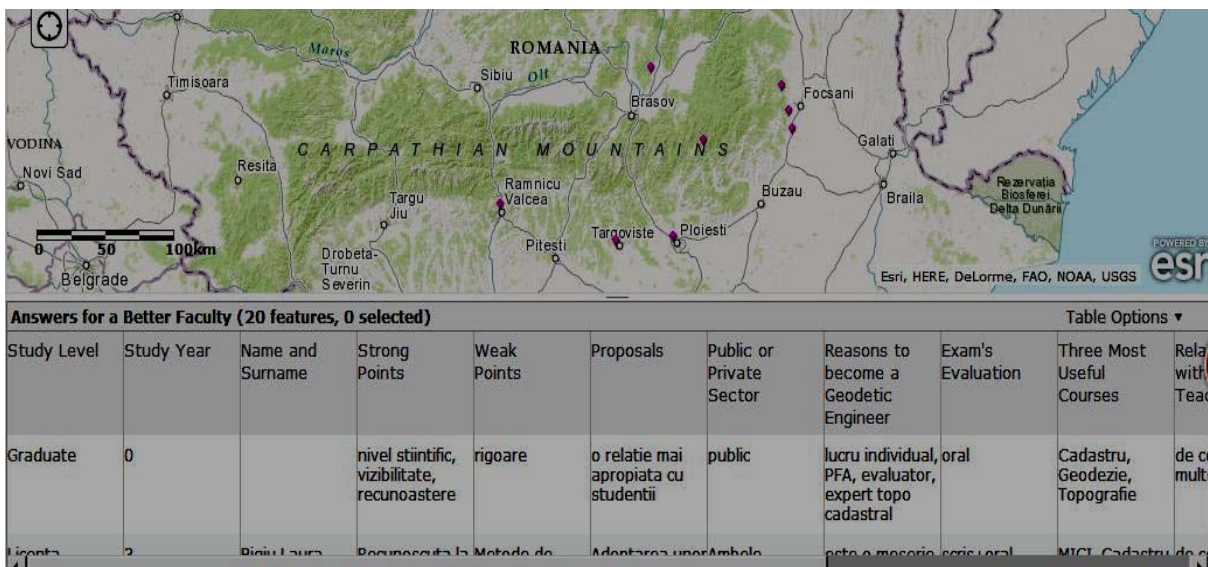 Maros
ROMANIA
Timisoara
Sibiu
Olt
Brasov
Focsani
VODINA
Novi Sad
CARPATHIAN MOUNTAINS
Galati
Resita
Ramnicu
Valcea
Buzau
Braila
Rezervația
Biosferei
Delta Dunării
Targu
Jiu
0 50 100km
Pitesti
Targoviste
Ploiesti
Drobeta-
Turnu
Severin
Belgrade
Esri, HERE, DeLorme, FAO, NOAA, USGS
POWERED BY
esri
Answers for a Better Faculty (20 features, 0 selected)
Table Options ▼
Study Level
Study Year
Name and
Surname
Strong
Points
Weak
Points
Proposals
Public or
Private
Sector
Reasons to
become a
Geodetic
Engineer
Exam's
Evaluation
Three Most
Useful
Courses
Graduate
0
nivel stiintific,
vizibilitate,
recunoastere
rigoare
o relatie mai
apropiata cu
studentii
public
lucru individual,
PFA, evaluator,
expert topo
cadastral
oral
Cadastru,
Geodezie,
Topografie
de